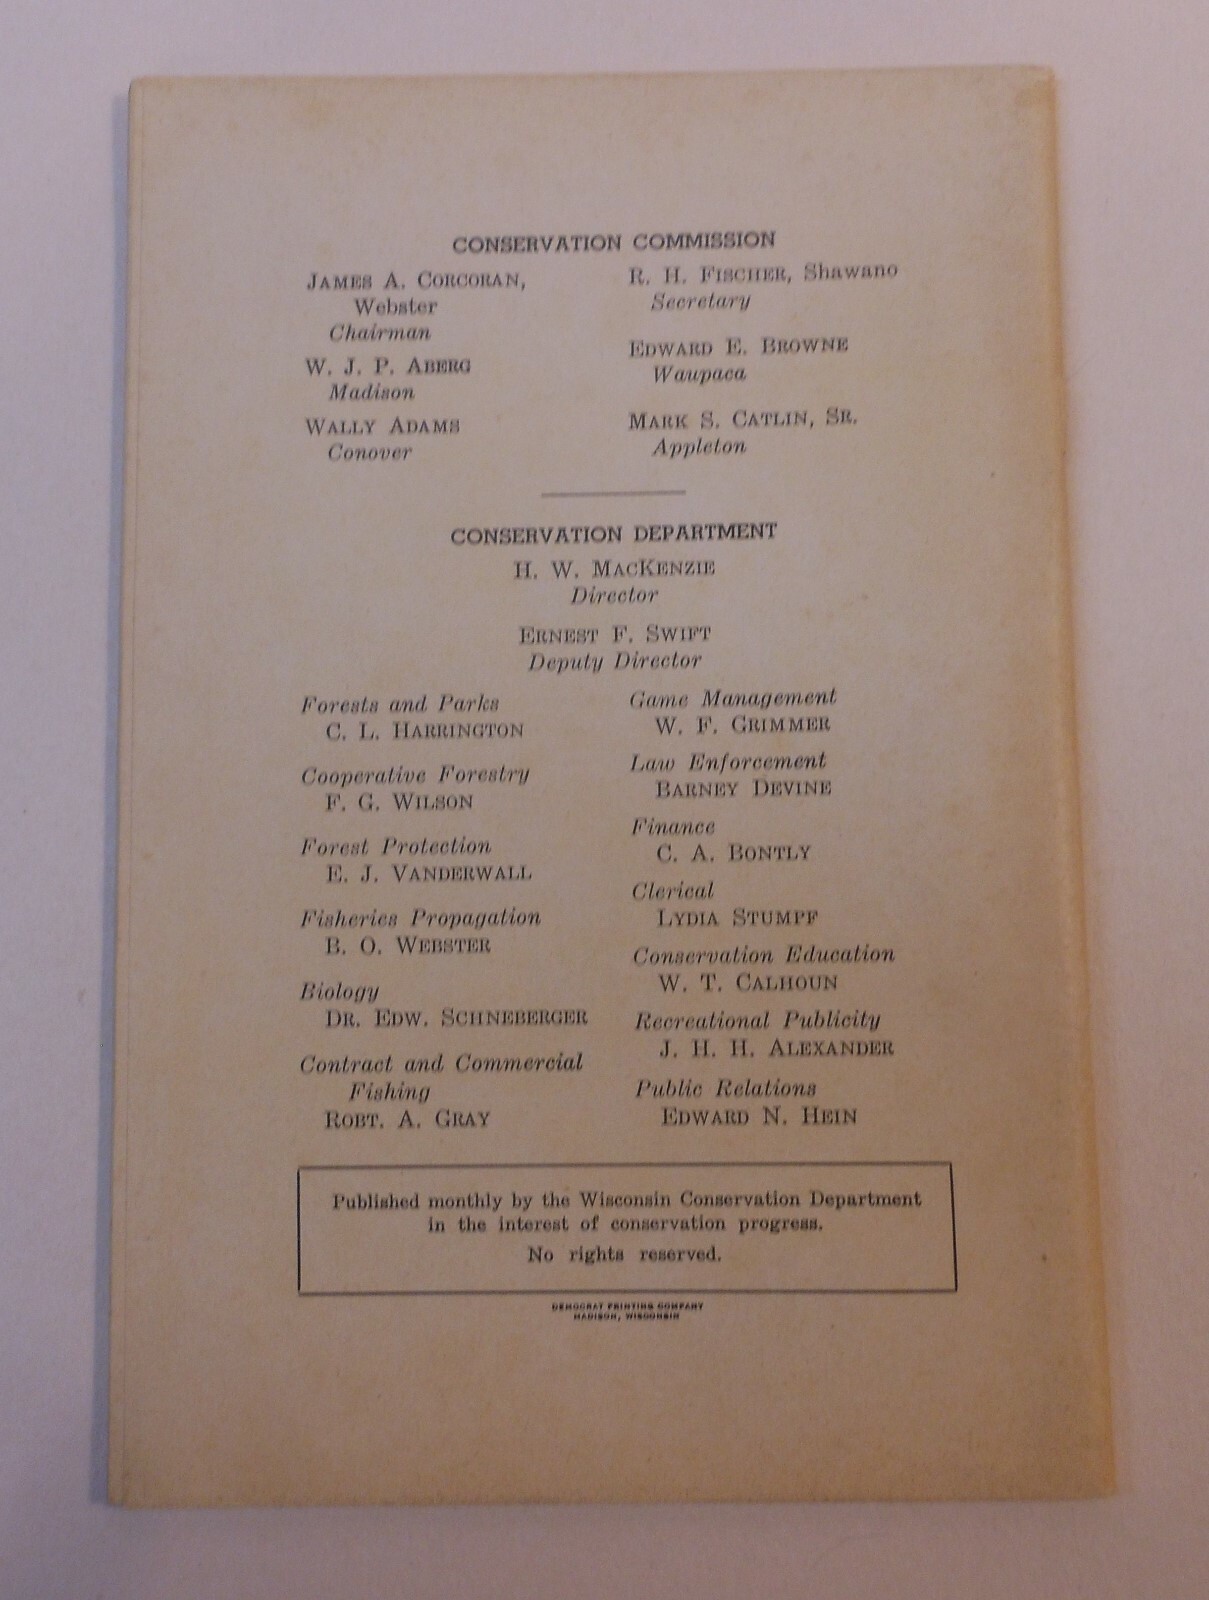 CONSERVATION COMMISSION
JAMES A. CORCORAN,
Webster
Chairman
W. J. P. ABERG
Madison
WALLY ADAMS
Conover
R. H. FISCHER, Shawano
Secretary
EDWARD E. BROWNE
Waupaca
MARK S. CATLIN, SR.
Appleton
CONSERVATION DEPARTMENT
H. W. MACKENZIE
Director
ERNEST F. SWIFT
Deputy Director
Forests and Parks
C. L. HARRINGTON
Cooperative Forestry
F. G. WILSON
Forest Protection
E. J. VANDERWALL
Fisheries Propagation
B. O. WEBSTER
Biology
DR. EDW. SCHNEBERGER
Contract and Commercial
Fishing
ROBT. A. GRAY
Game Management
W. F. GRIMMER
Law Enforcement
BARNEY DEVINE
Finance
C. A. BONTLY
Clerical
LYDIA STUMPF
Conservation Education
W. T. CALHOUN
Recreational Publicity
J. H. H. ALEXANDER
Public Relations
EDWARD N. HEIN
Published monthly by the Wisconsin Conservation Department
in the interest of conservation progress.
No rights reserved.
DEMOCRAT PRINTING COMPANY
MADISON, WISCONSIN